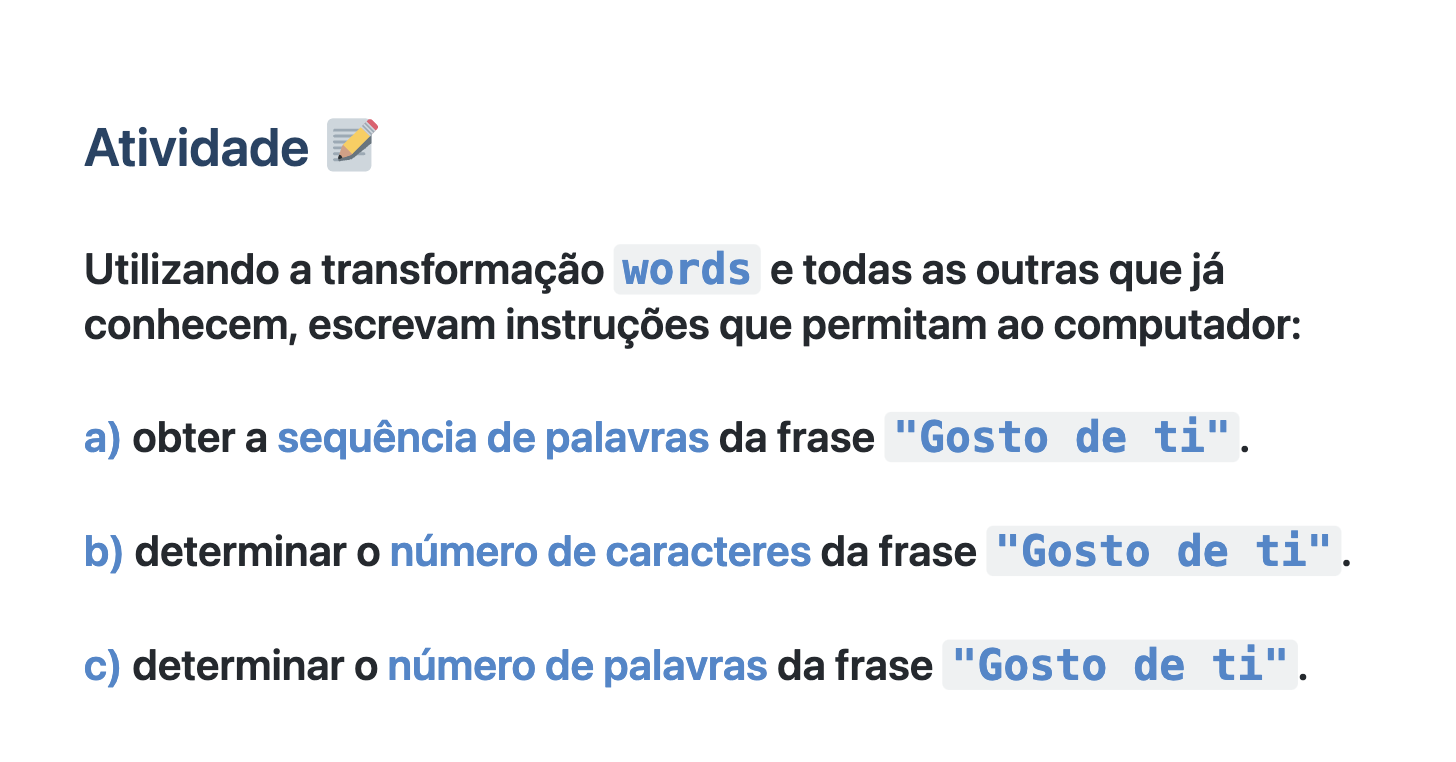 Atividade 📝
Utilizando a transformação words e todas as outras que já
conhecem, escrevam instruções que permitam ao computador:
a) obter a sequência de palavras da frase "Gosto de ti".
b) determinar o número de caracteres da frase "Gosto de ti".
c) determinar o número de palavras da frase "Gosto de ti".